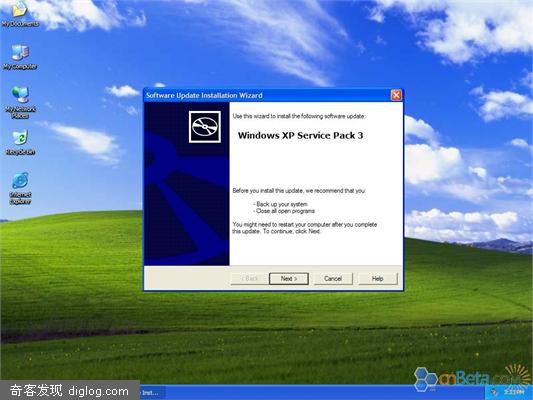 My Documents
My Computer
My Network
Places
Recycle Bin
Internet
Explorer
Software Update Installation Wizard
Use this wizard to install the following software update:
Windows XP Service Pack 3
Before you install this update, we recommend that you:
- Back up your system
- Close all open programs
You might need to restart your computer after you complete
this update. To continue, click Next.
< Back
Next >
Cancel
Help
cnBeta.com
Inst...
奇客发现 diglog.com